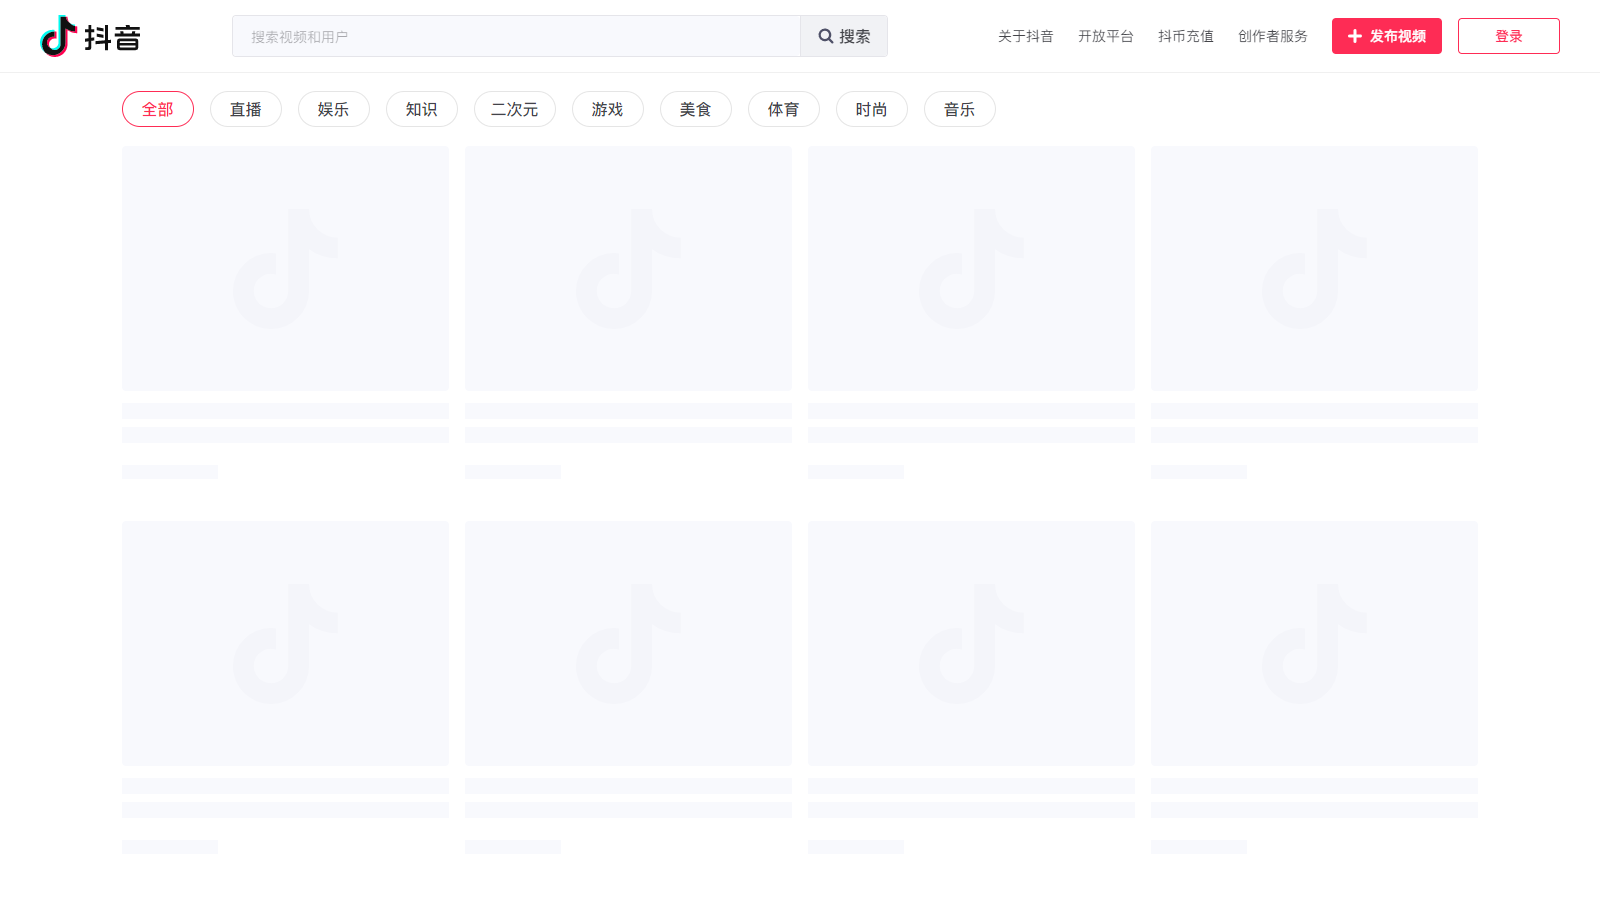 抖音
搜索视频和用户
搜索
关于抖音
开放平台
抖币充值
创作者服务
发布视频
登录
全部
直播
娱乐
知识
二次元
游戏
美食
体育
时尚
音乐